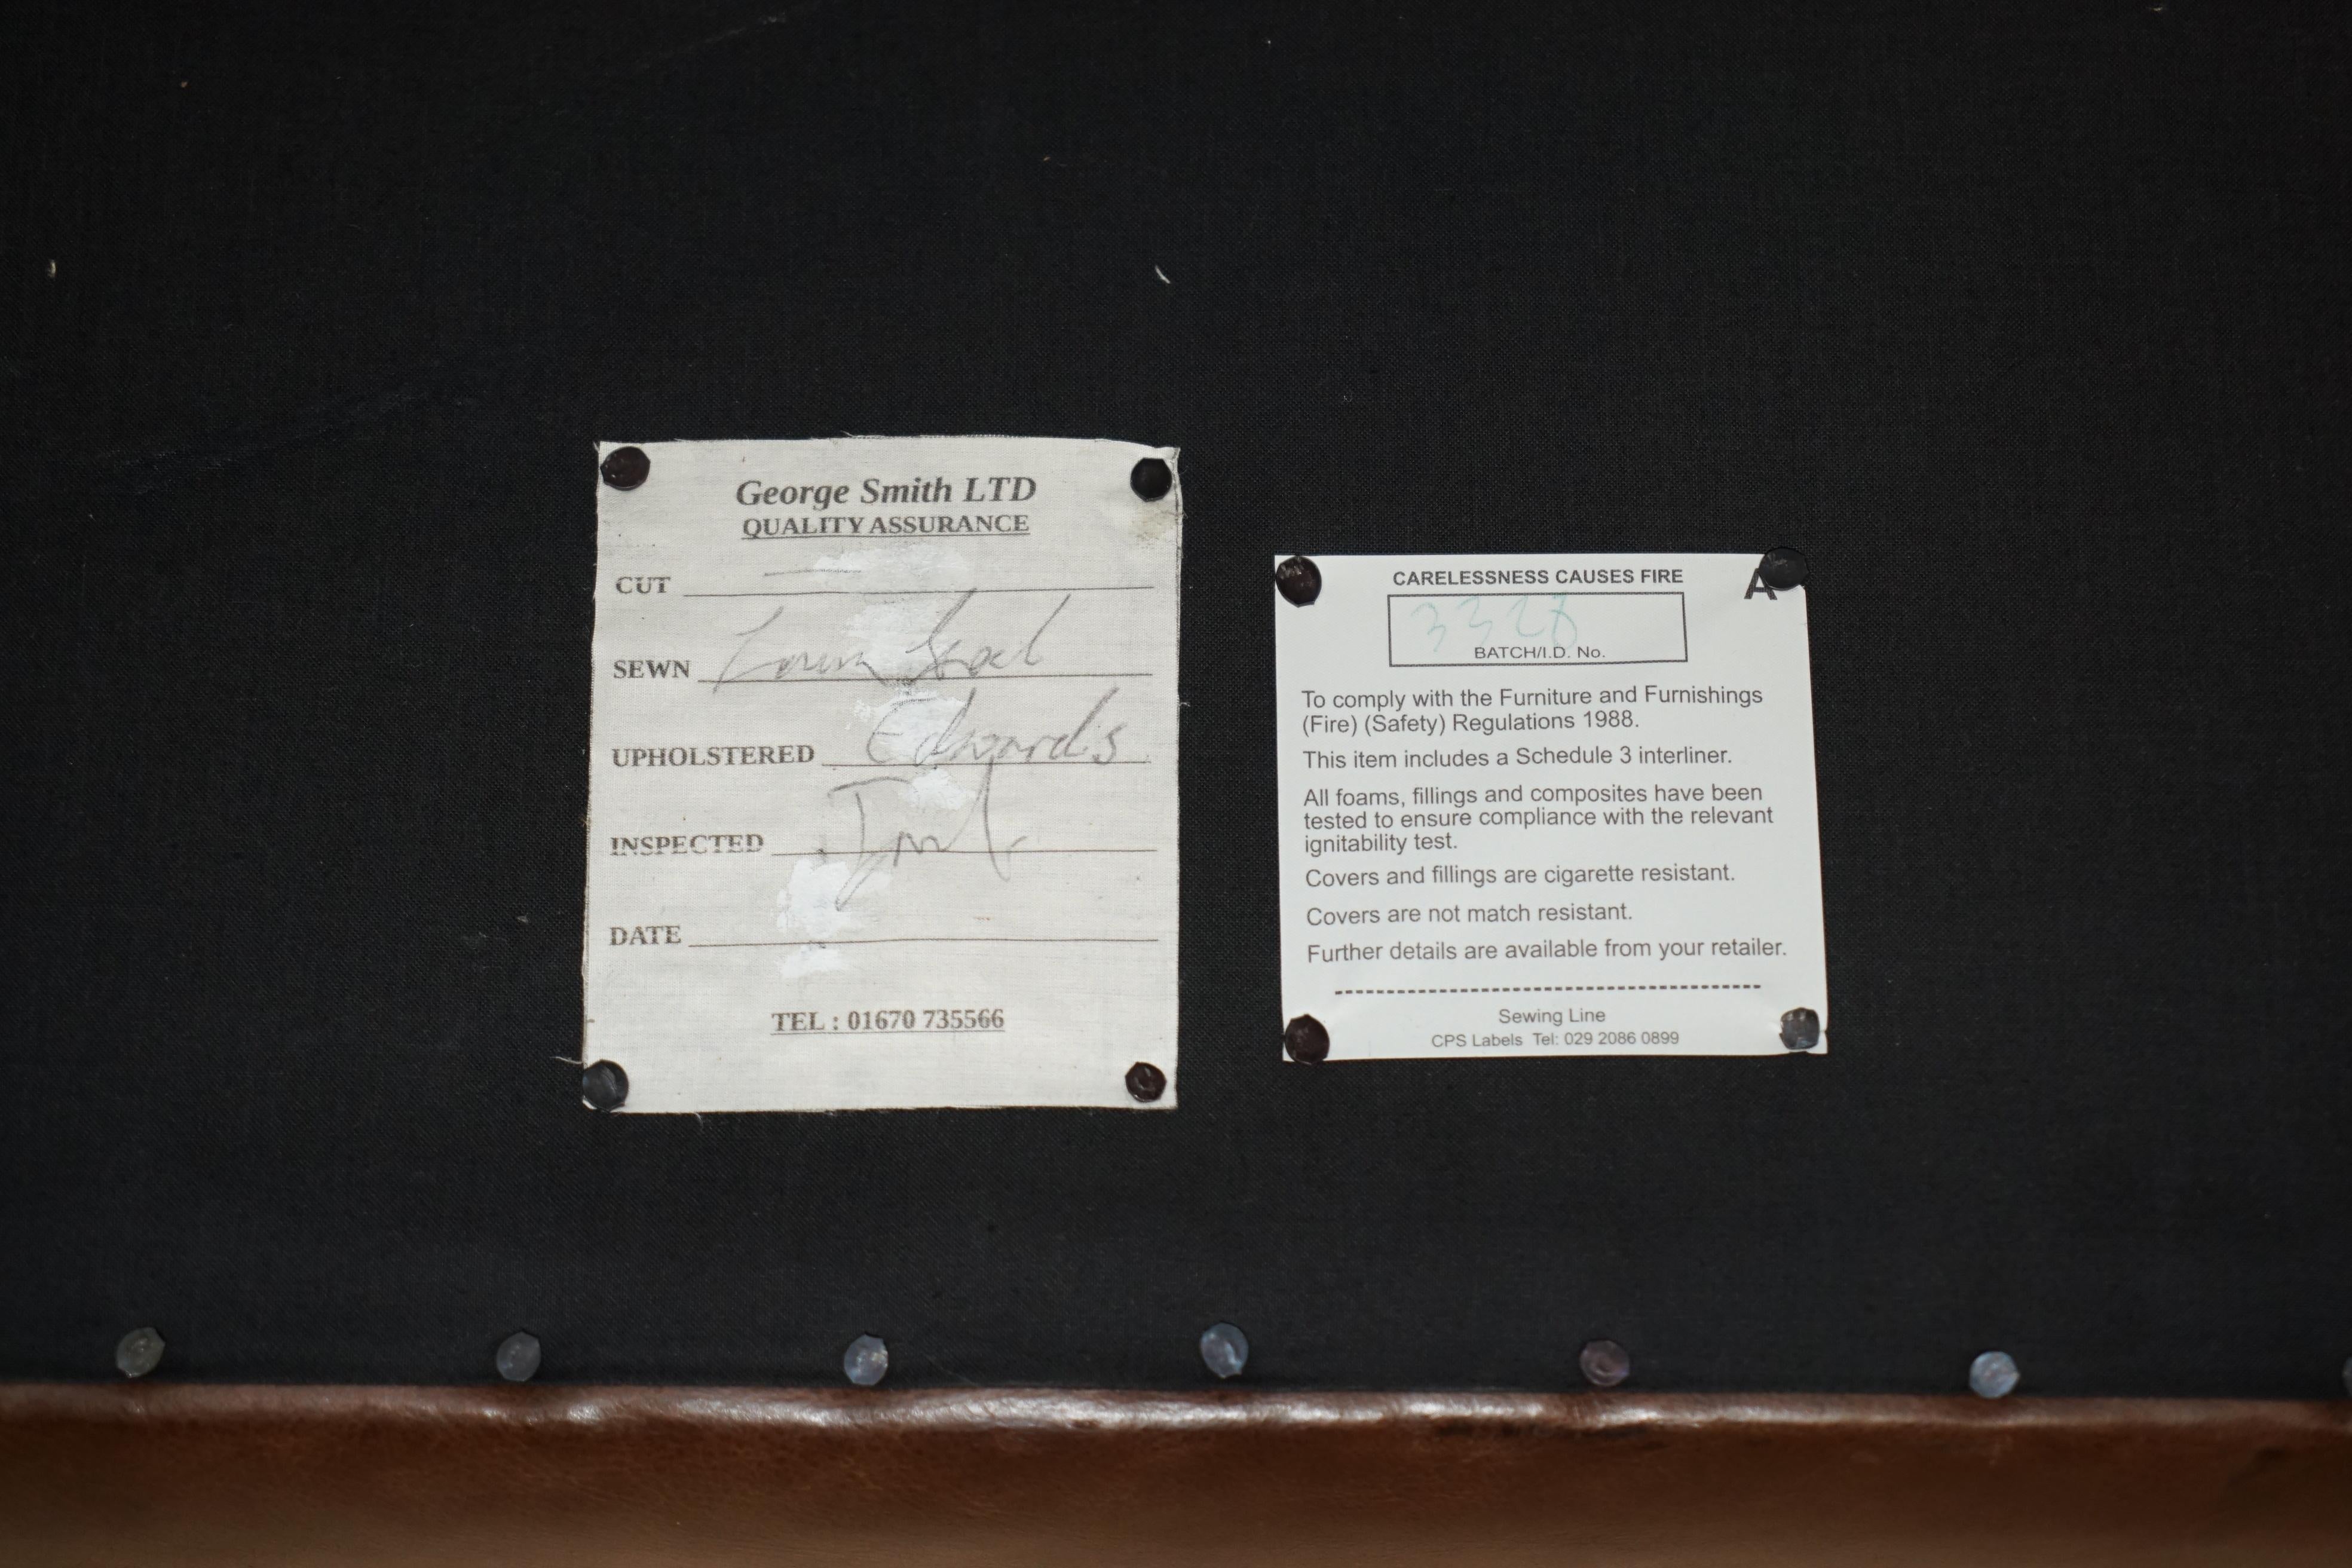 George Smith LTD
QUALITY ASSURANCE
CUT
SEWN
UPHOLSTERED Edwards
INSPECTED
DATE
TEL : 01670 735566
CARELESSNESS CAUSES FIRE
A
3328
BATCH/I.D. No.
To comply with the Furniture and Furnishings
(Fire) (Safety) Regulations 1988.
This item includes a Schedule 3 interliner.
All foams, fillings and composites have been
tested to ensure compliance with the relevant
ignitability test.
Covers and fillings are cigarette resistant.
Covers are not match resistant.
Further details are available from your retailer.
Sewing Line
CPS Labels Tel: 029 2086 0899